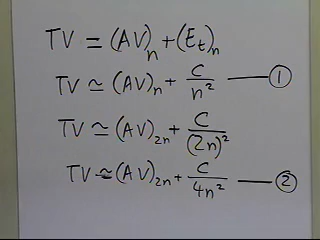 TV = (AV)n + (Et)n
TV ≃ (AV)n + C/n² —— ①
TV ≃ (AV)2n + C/(2n)²
TV ≃ (AV)2n + C/4n² —— ②